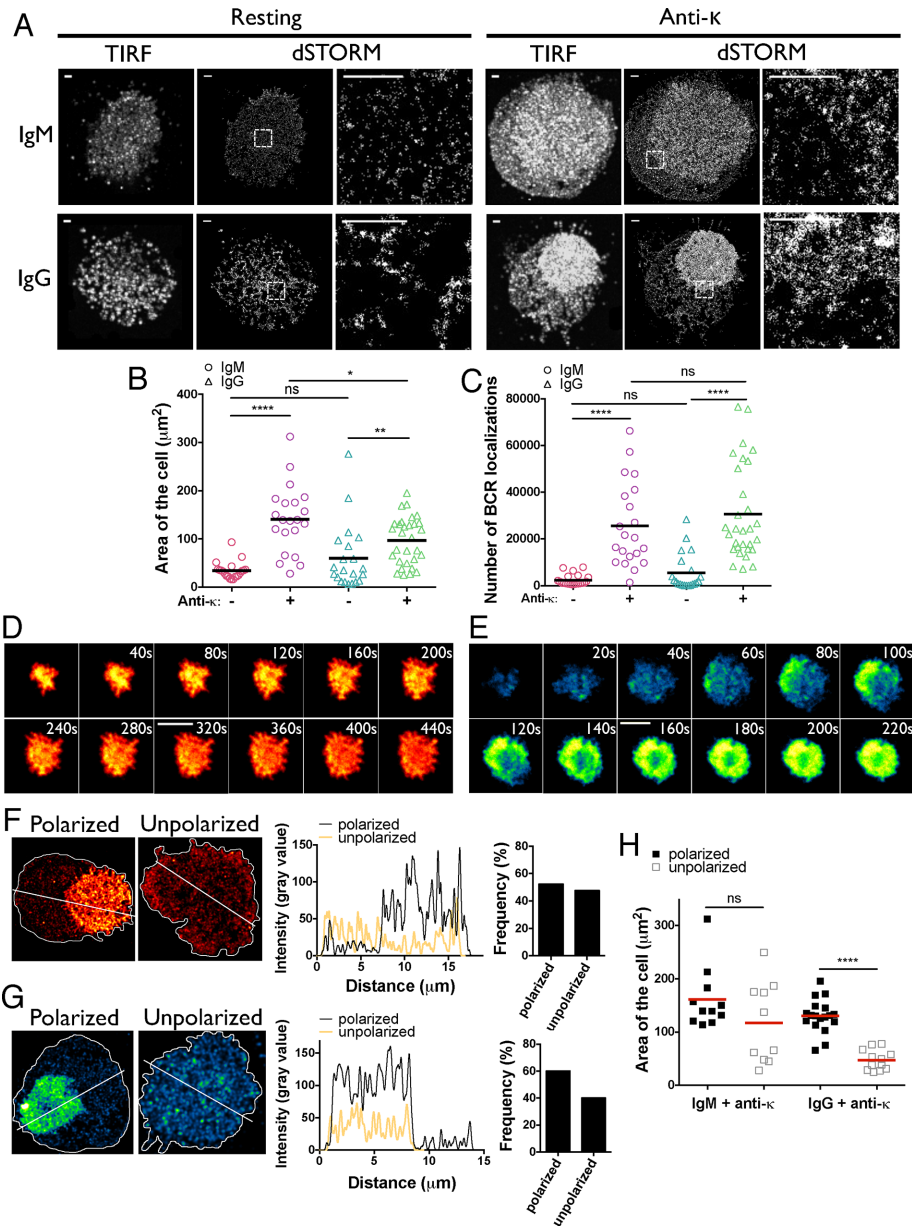 A
Resting
Anti-κ
TIRF
dSTORM
TIRF
dSTORM
IgM
IgG
B
IgM
IgG
*
ns
****
**
Area of the cell (μm²)
400
300
200
100
0
Anti-κ: - + - +
C
IgM
IgG
ns
ns
****
****
Number of BCR localizations
80000
60000
40000
20000
0
Anti-κ: - + - +
D
40s 80s 120s 160s 200s
240s 280s 320s 360s 400s 440s
E
20s 40s 60s 80s 100s
120s 140s 160s 180s 200s 220s
F
Polarized
Unpolarized
polarized
unpolarized
Intensity (gray value)
150
100
50
0
0 5 10 15
Distance (μm)
Frequency (%)
80
60
40
20
0
polarized
unpolarized
G
Polarized
Unpolarized
polarized
unpolarized
Intensity (gray value)
200
150
100
50
0
0 5 10 15
Distance (μm)
Frequency (%)
80
60
40
20
0
polarized
unpolarized
H
polarized
unpolarized
ns
****
Area of the cell (μm²)
300
200
100
0
IgM + anti-κ
IgG + anti-κ